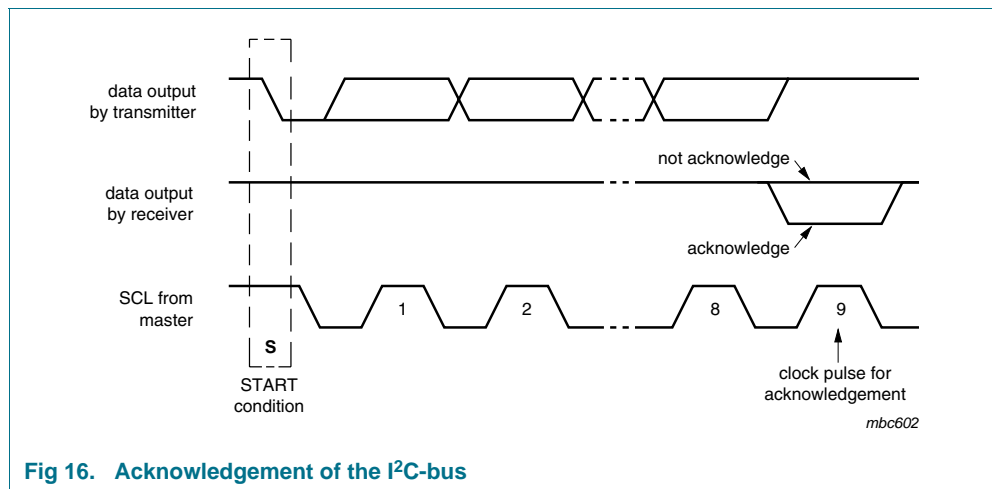 data output
by transmitter
not acknowledge
data output
by receiver
acknowledge
SCL from
master
1
2
8
9
S
START
condition
clock pulse for
acknowledgement
mbc602
Fig 16. Acknowledgement of the I²C-bus